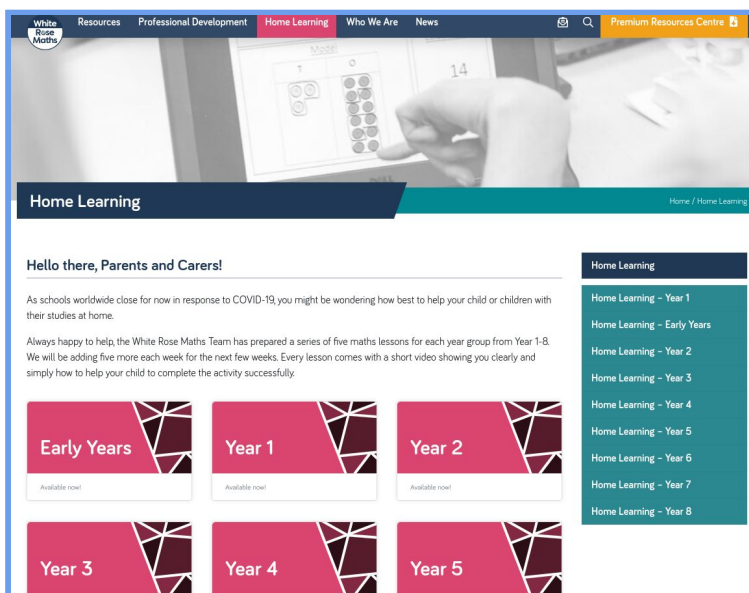 White
Rose
Maths
Resources
Professional Development
Home Learning
Who We Are
News
Premium Resources Centre
Model
T
O
14
DELL
Home Learning
Home / Home Learning
Hello there, Parents and Carers!
As schools worldwide close for now in response to COVID-19, you might be wondering how best to help your child or children with
their studies at home.
Always happy to help, the White Rose Maths Team has prepared a series of five maths lessons for each year group from Year 1-8.
We will be adding five more each week for the next few weeks. Every lesson comes with a short video showing you clearly and
simply how to help your child to complete the activity successfully.
Early Years
Available now!
Year 1
Available now!
Year 2
Available now!
Year 3
Year 4
Year 5
Home Learning
Home Learning – Year 1
Home Learning – Early Years
Home Learning – Year 2
Home Learning – Year 3
Home Learning – Year 4
Home Learning – Year 5
Home Learning – Year 6
Home Learning – Year 7
Home Learning – Year 8